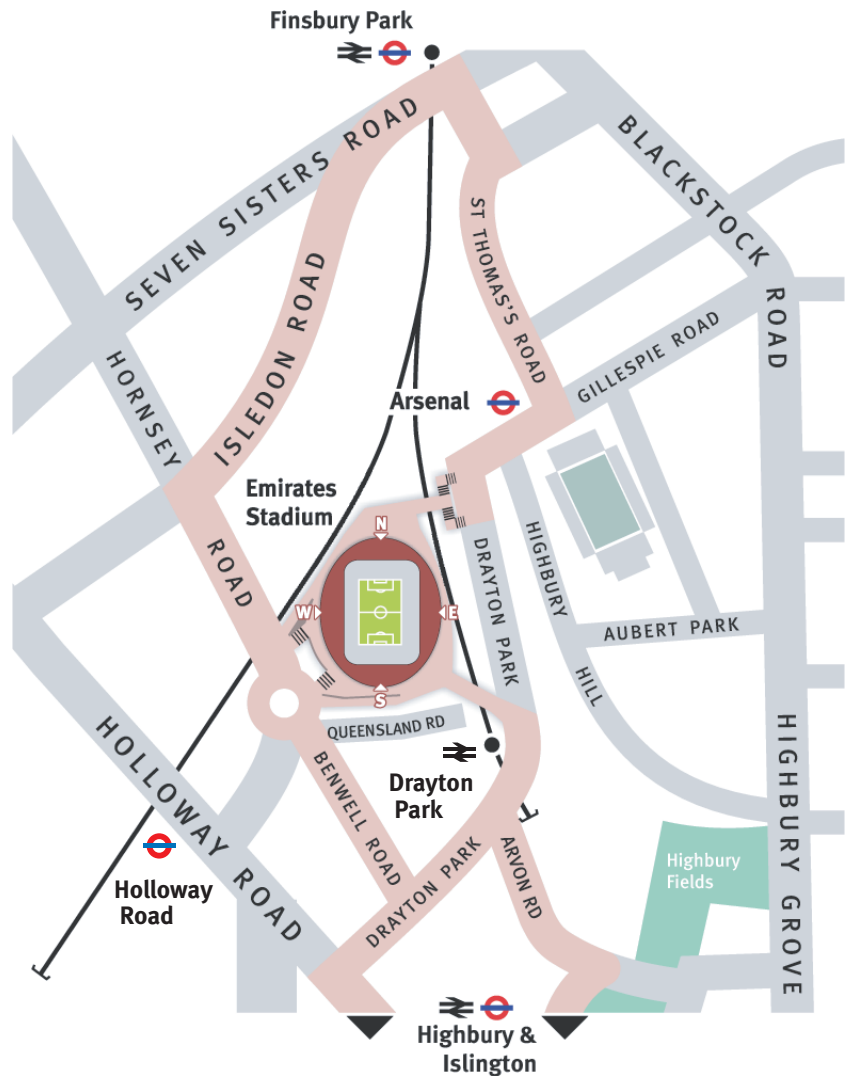 Finsbury Park
SEVEN SISTERS ROAD
BLACKSTOCK ROAD
ST THOMAS'S ROAD
ISLEDON ROAD
HORNSEY ROAD
GILLESPIE ROAD
Arsenal
Emirates
Stadium
N
W
E
S
DRAYTON PARK
HIGHBURY HILL
AUBERT PARK
QUEENSLAND RD
HOLLOWAY ROAD
BENWELL ROAD
Drayton
Park
DRAYTON PARK
ARVON RD
Highbury
Fields
HIGHBURY GROVE
Holloway
Road
Highbury &
Islington